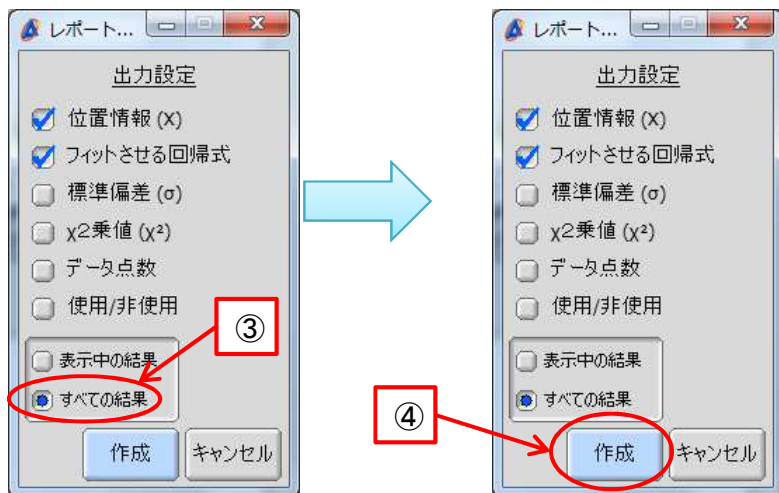 レポート...
出力設定
位置情報 (X)
フィットさせる回帰式
標準偏差 (σ)
χ2乗値 (χ²)
データ点数
使用/非使用
③
表示中の結果
すべての結果
作成
キャンセル
レポート...
出力設定
位置情報 (X)
フィットさせる回帰式
標準偏差 (σ)
χ2乗値 (χ²)
データ点数
使用/非使用
表示中の結果
すべての結果
④
作成
キャンセル